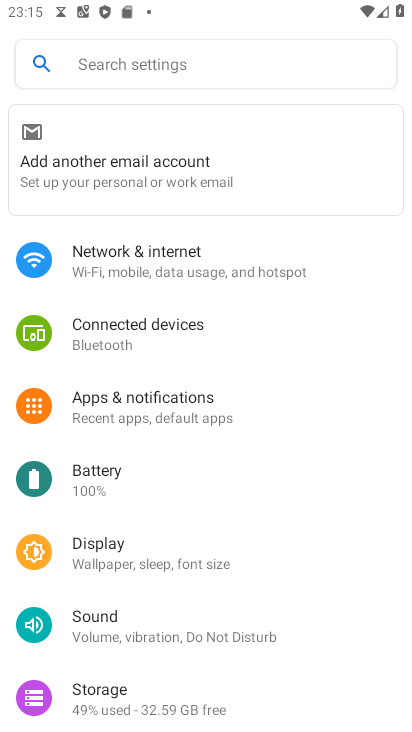 23:15
Search settings
Add another email account
Set up your personal or work email
Network & internet
Wi-Fi, mobile, data usage, and hotspot
Connected devices
Bluetooth
Apps & notifications
Recent apps, default apps
Battery
100%
Display
Wallpaper, sleep, font size
Sound
Volume, vibration, Do Not Disturb
Storage
49% used - 32.59 GB free